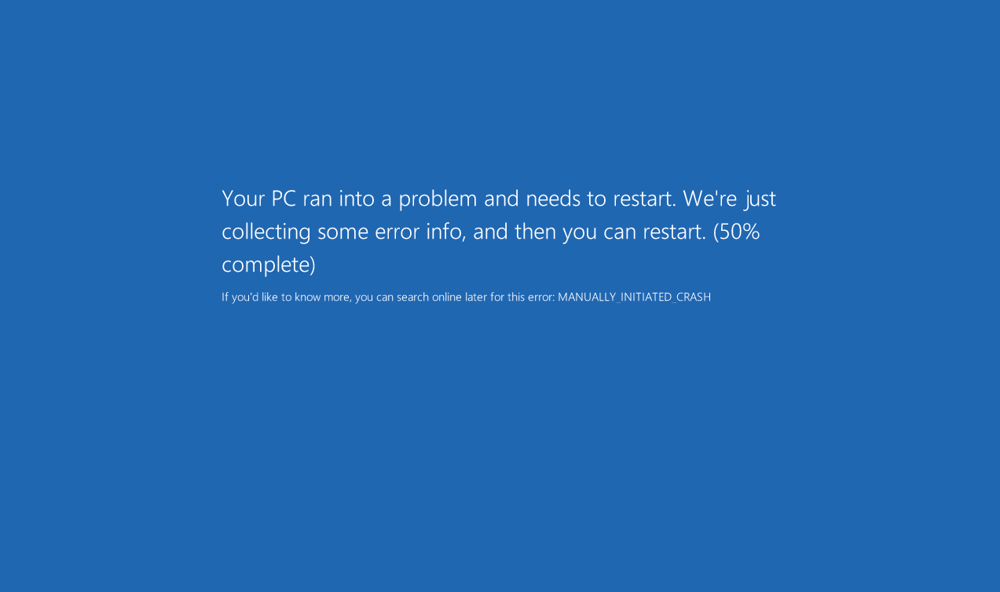 Your PC ran into a problem and needs to restart. We're just
collecting some error info, and then you can restart. (50%
complete)
If you'd like to know more, you can search online later for this error: MANUALLY_INITIATED_CRASH